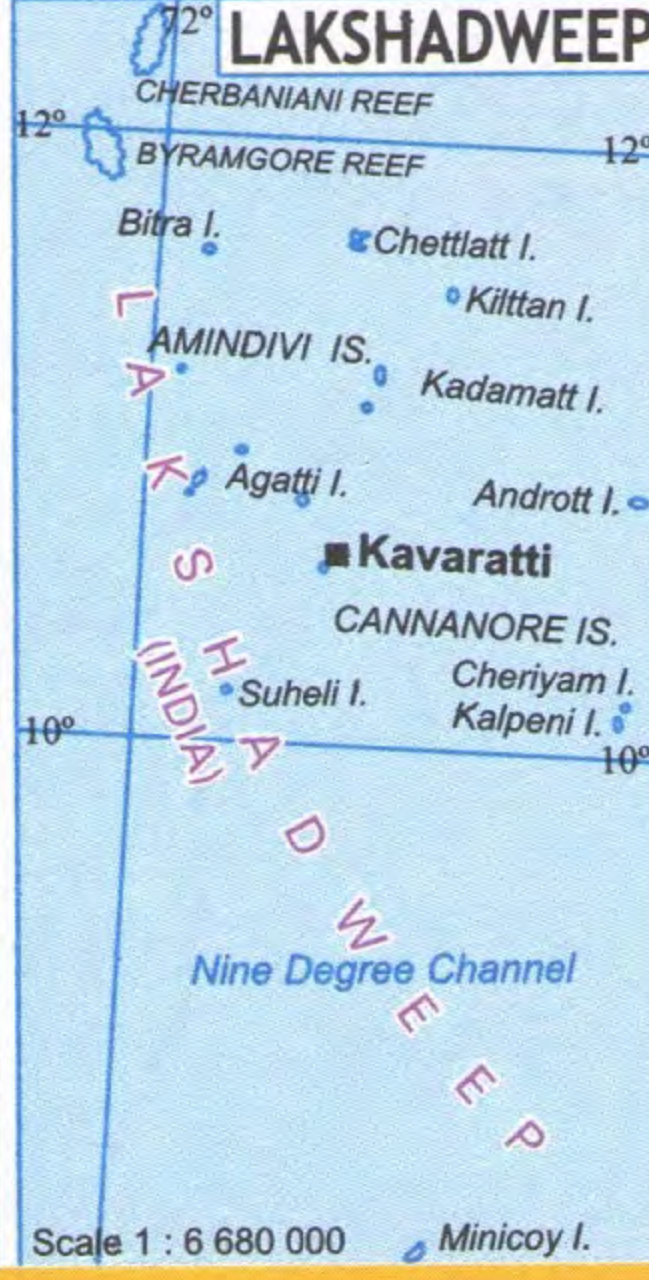 72°
LAKSHADWEEP
CHERBANIANI REEF
12°
12°
BYRAMGORE REEF
Bitra I.
Chettlatt I.
Kilttan I.
AMINDIVI IS.
Kadamatt I.
Agatti I.
Andrott I.
Kavaratti
CANNANORE IS.
Cheriyam I.
Suheli I.
Kalpeni I.
10°
10°
LAKSHADWEEP
(INDIA)
Nine Degree Channel
Scale 1 : 6 680 000
Minicoy I.